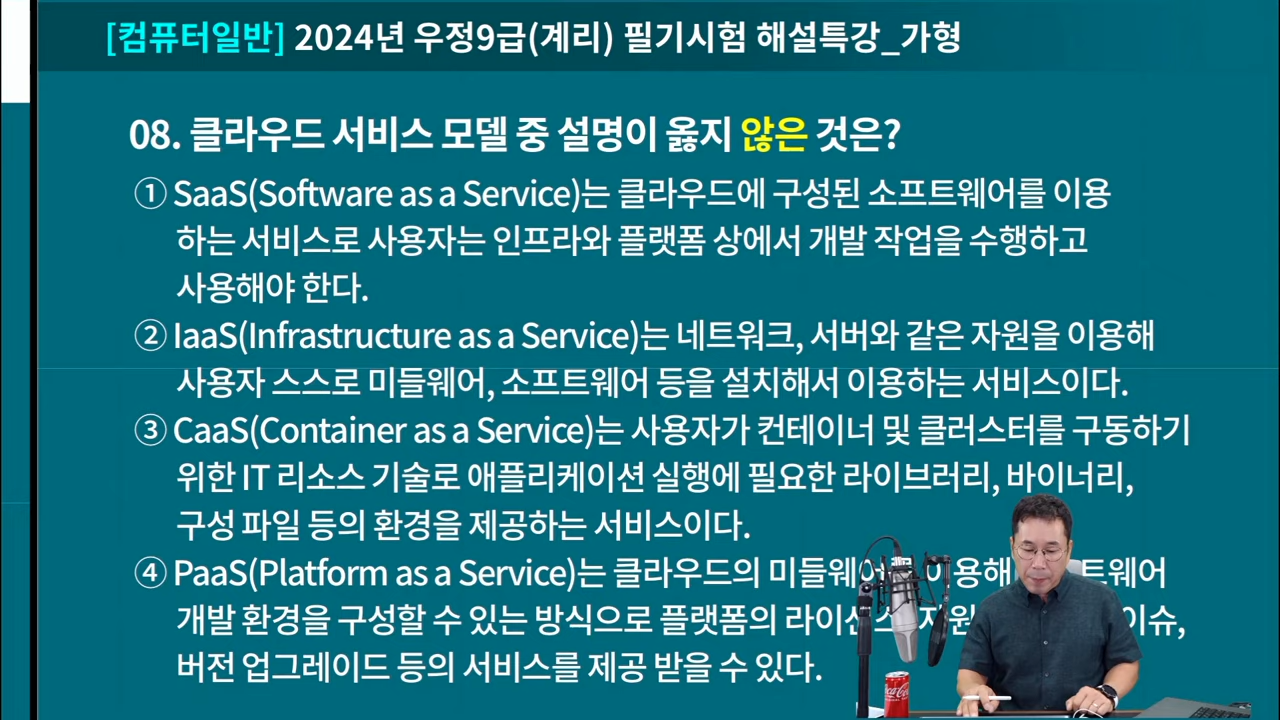 [컴퓨터일반] 2024년 우정9급(계리) 필기시험 해설특강_가형
08. 클라우드 서비스 모델 중 설명이 옳지 않은 것은?
① SaaS(Software as a Service)는 클라우드에 구성된 소프트웨어를 이용
하는 서비스로 사용자는 인프라와 플랫폼 상에서 개발 작업을 수행하고
사용해야 한다.
② IaaS(Infrastructure as a Service)는 네트워크, 서버와 같은 자원을 이용해
사용자 스스로 미들웨어, 소프트웨어 등을 설치해서 이용하는 서비스이다.
③ CaaS(Container as a Service)는 사용자가 컨테이너 및 클러스터를 구동하기
위한 IT 리소스 기술로 애플리케이션 실행에 필요한 라이브러리, 바이너리,
구성 파일 등의 환경을 제공하는 서비스이다.
④ PaaS(Platform as a Service)는 클라우드의 미들웨어를 이용해 트웨어
개발 환경을 구성할 수 있는 방식으로 플랫폼의 라이선스, 자원 이슈,
버전 업그레이드 등의 서비스를 제공 받을 수 있다.
Coca-Cola